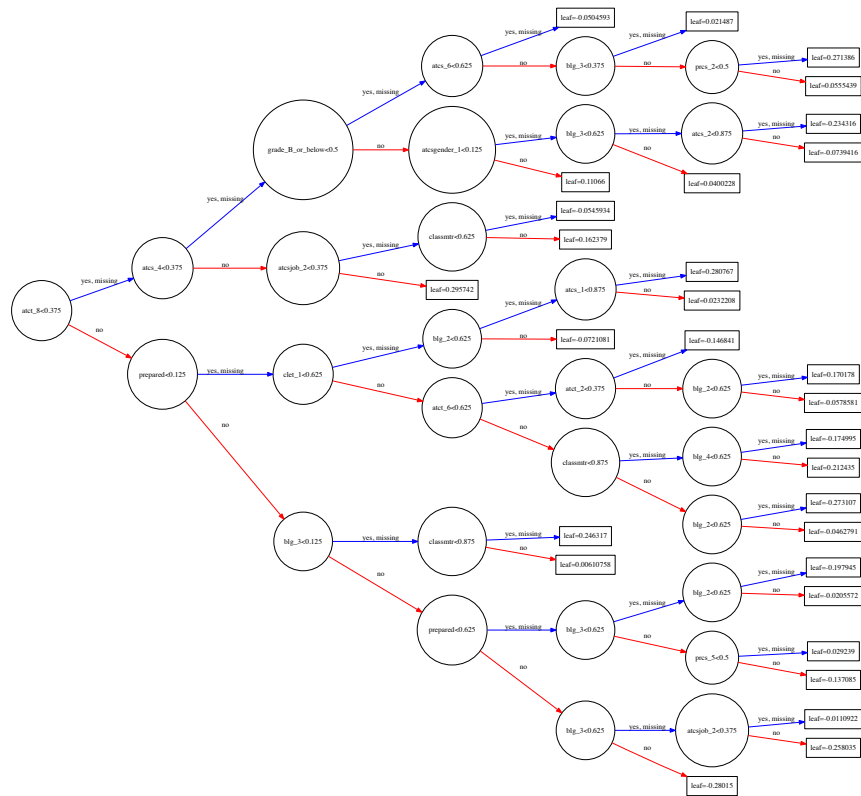 leaf=-0.0504593
leaf=0.021487
atcs_6<0.625
yes, missing
no
blg_3<0.375
yes, missing
no
prcs_2<0.5
yes, missing
no
leaf=0.271386
leaf=0.0555439
yes, missing
grade_B_or_below<0.5
no
atcsgender_1<0.125
yes, missing
no
blg_3<0.625
yes, missing
no
atcs_2<0.875
yes, missing
no
leaf=-0.234316
leaf=-0.0739416
leaf=0.11066
leaf=0.0400228
yes, missing
atcs_4<0.375
no
atcsjob_2<0.375
yes, missing
no
classmtr<0.625
yes, missing
no
leaf=-0.0545934
leaf=0.162379
leaf=0.295742
atct_8<0.375
yes, missing
no
prepared<0.125
yes, missing
no
clet_1<0.625
yes, missing
no
blg_2<0.625
yes, missing
no
atcs_1<0.875
yes, missing
no
leaf=0.280767
leaf=0.0232208
leaf=-0.0721081
leaf=-0.146841
atct_6<0.625
yes, missing
no
atct_2<0.375
yes, missing
no
blg_2<0.625
yes, missing
no
leaf=0.170178
leaf=-0.0578581
classmtr<0.875
yes, missing
no
blg_4<0.625
yes, missing
no
leaf=-0.174995
leaf=0.212435
blg_2<0.625
yes, missing
no
leaf=-0.273107
leaf=-0.0462791
blg_3<0.125
yes, missing
no
classmtr<0.875
yes, missing
no
leaf=0.246317
leaf=0.00610758
prepared<0.625
yes, missing
no
blg_3<0.625
yes, missing
no
blg_2<0.625
yes, missing
no
leaf=-0.197945
leaf=-0.0205572
prcs_5<0.5
yes, missing
no
leaf=0.029239
leaf=-0.137085
blg_3<0.625
yes, missing
no
atcsjob_2<0.375
yes, missing
no
leaf=-0.0110922
leaf=-0.258035
leaf=-0.28015